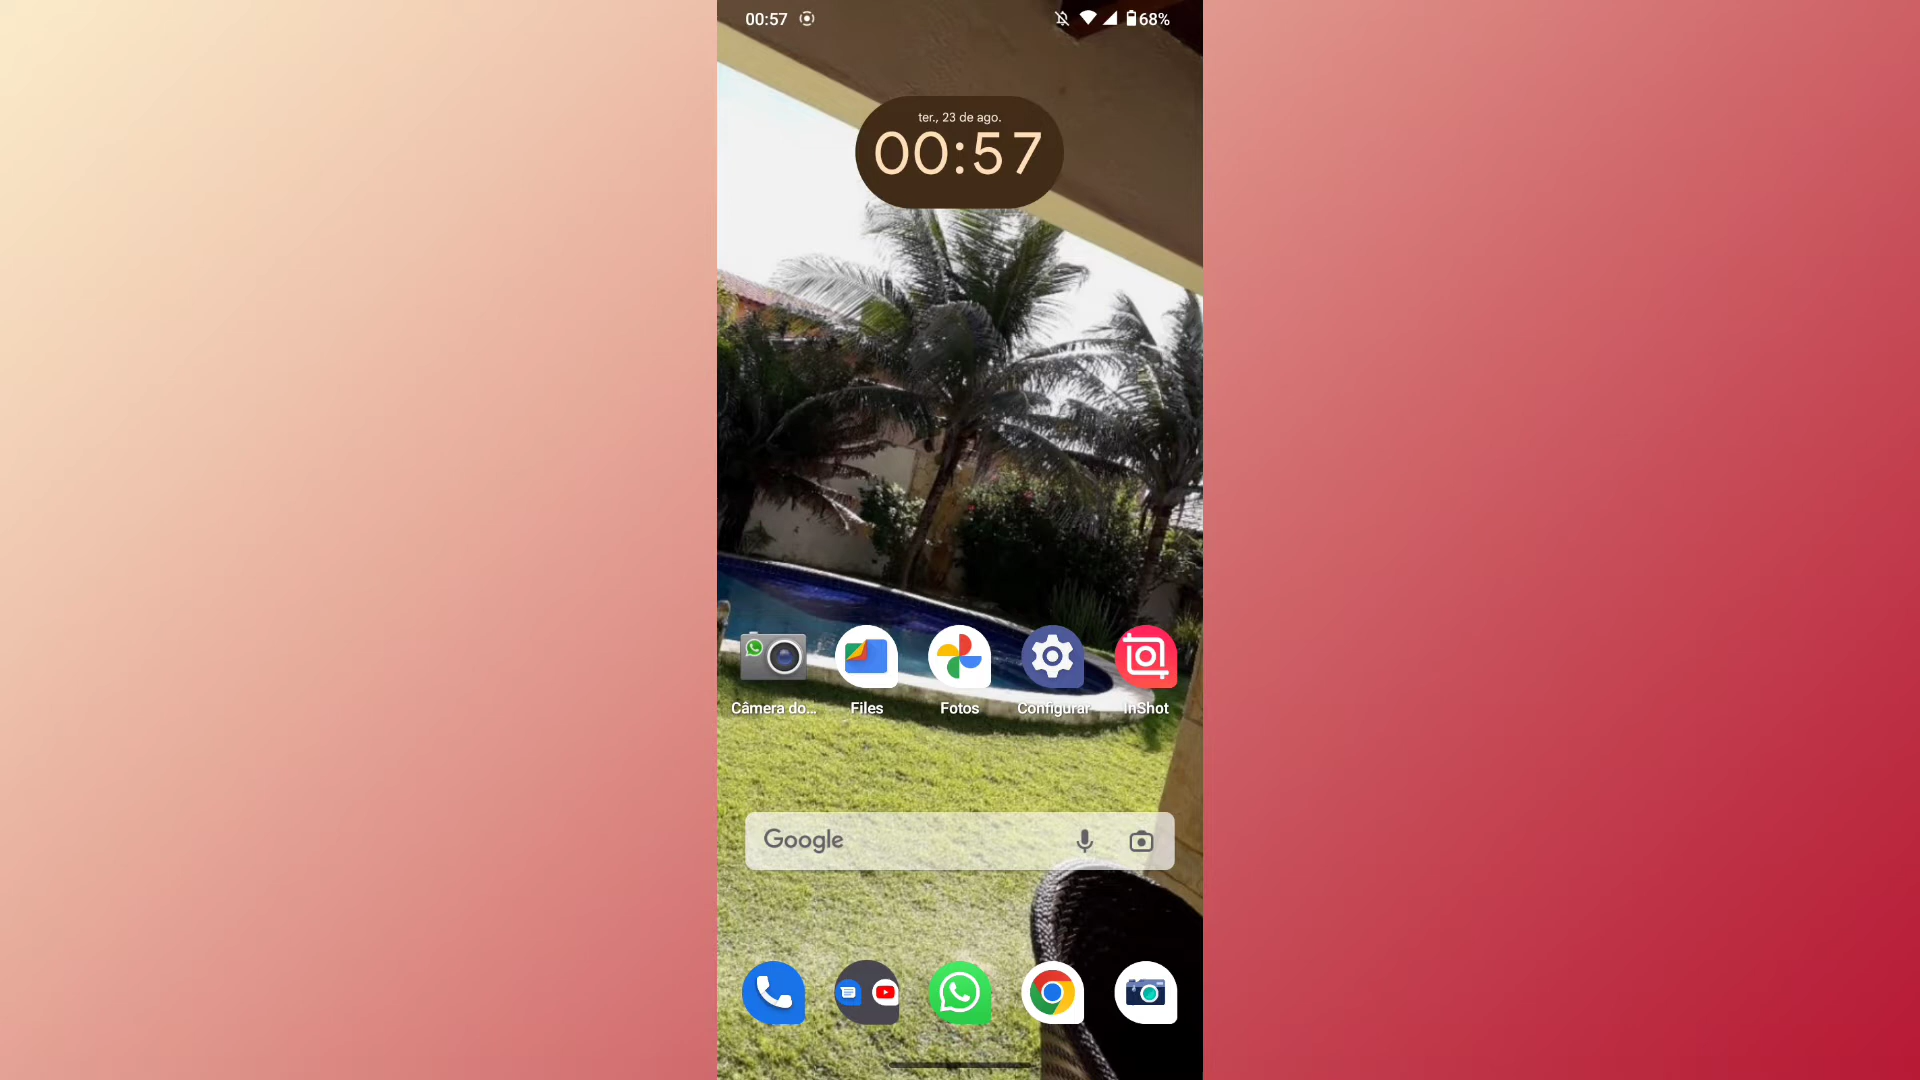 00:57 68%
ter., 23 de ago.
00:57
Câmera do... Files Fotos Configurar InShot
Google